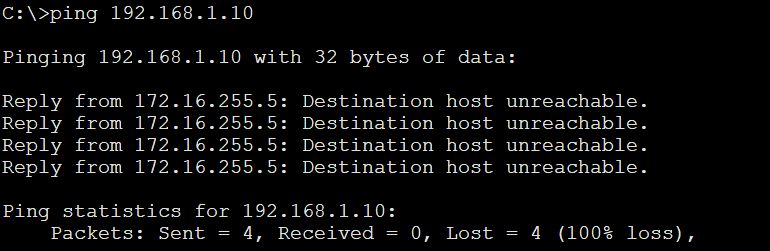 C:\>ping 192.168.1.10
Pinging 192.168.1.10 with 32 bytes of data:
Reply from 172.16.255.5: Destination host unreachable.
Reply from 172.16.255.5: Destination host unreachable.
Reply from 172.16.255.5: Destination host unreachable.
Reply from 172.16.255.5: Destination host unreachable.
Ping statistics for 192.168.1.10:
    Packets: Sent = 4, Received = 0, Lost = 4 (100% loss),